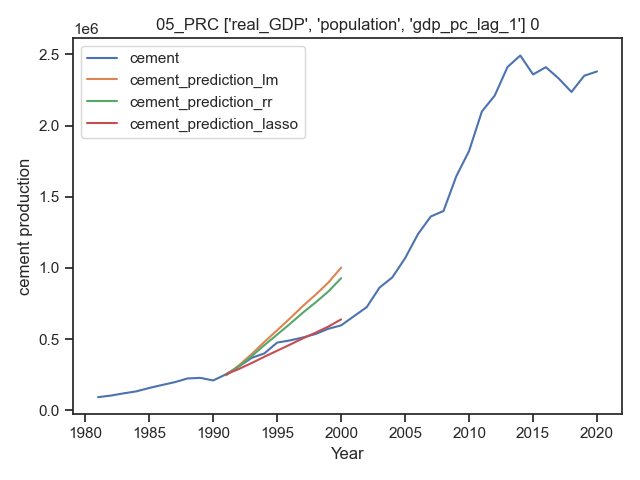 05_PRC ['real_GDP', 'population', 'gdp_pc_lag_1'] 0
1e6
cement
cement_prediction_lm
cement_prediction_rr
cement_prediction_lasso
2.5
2.0
1.5
1.0
0.5
0.0
cement production
1980 1985 1990 1995 2000 2005 2010 2015 2020
Year